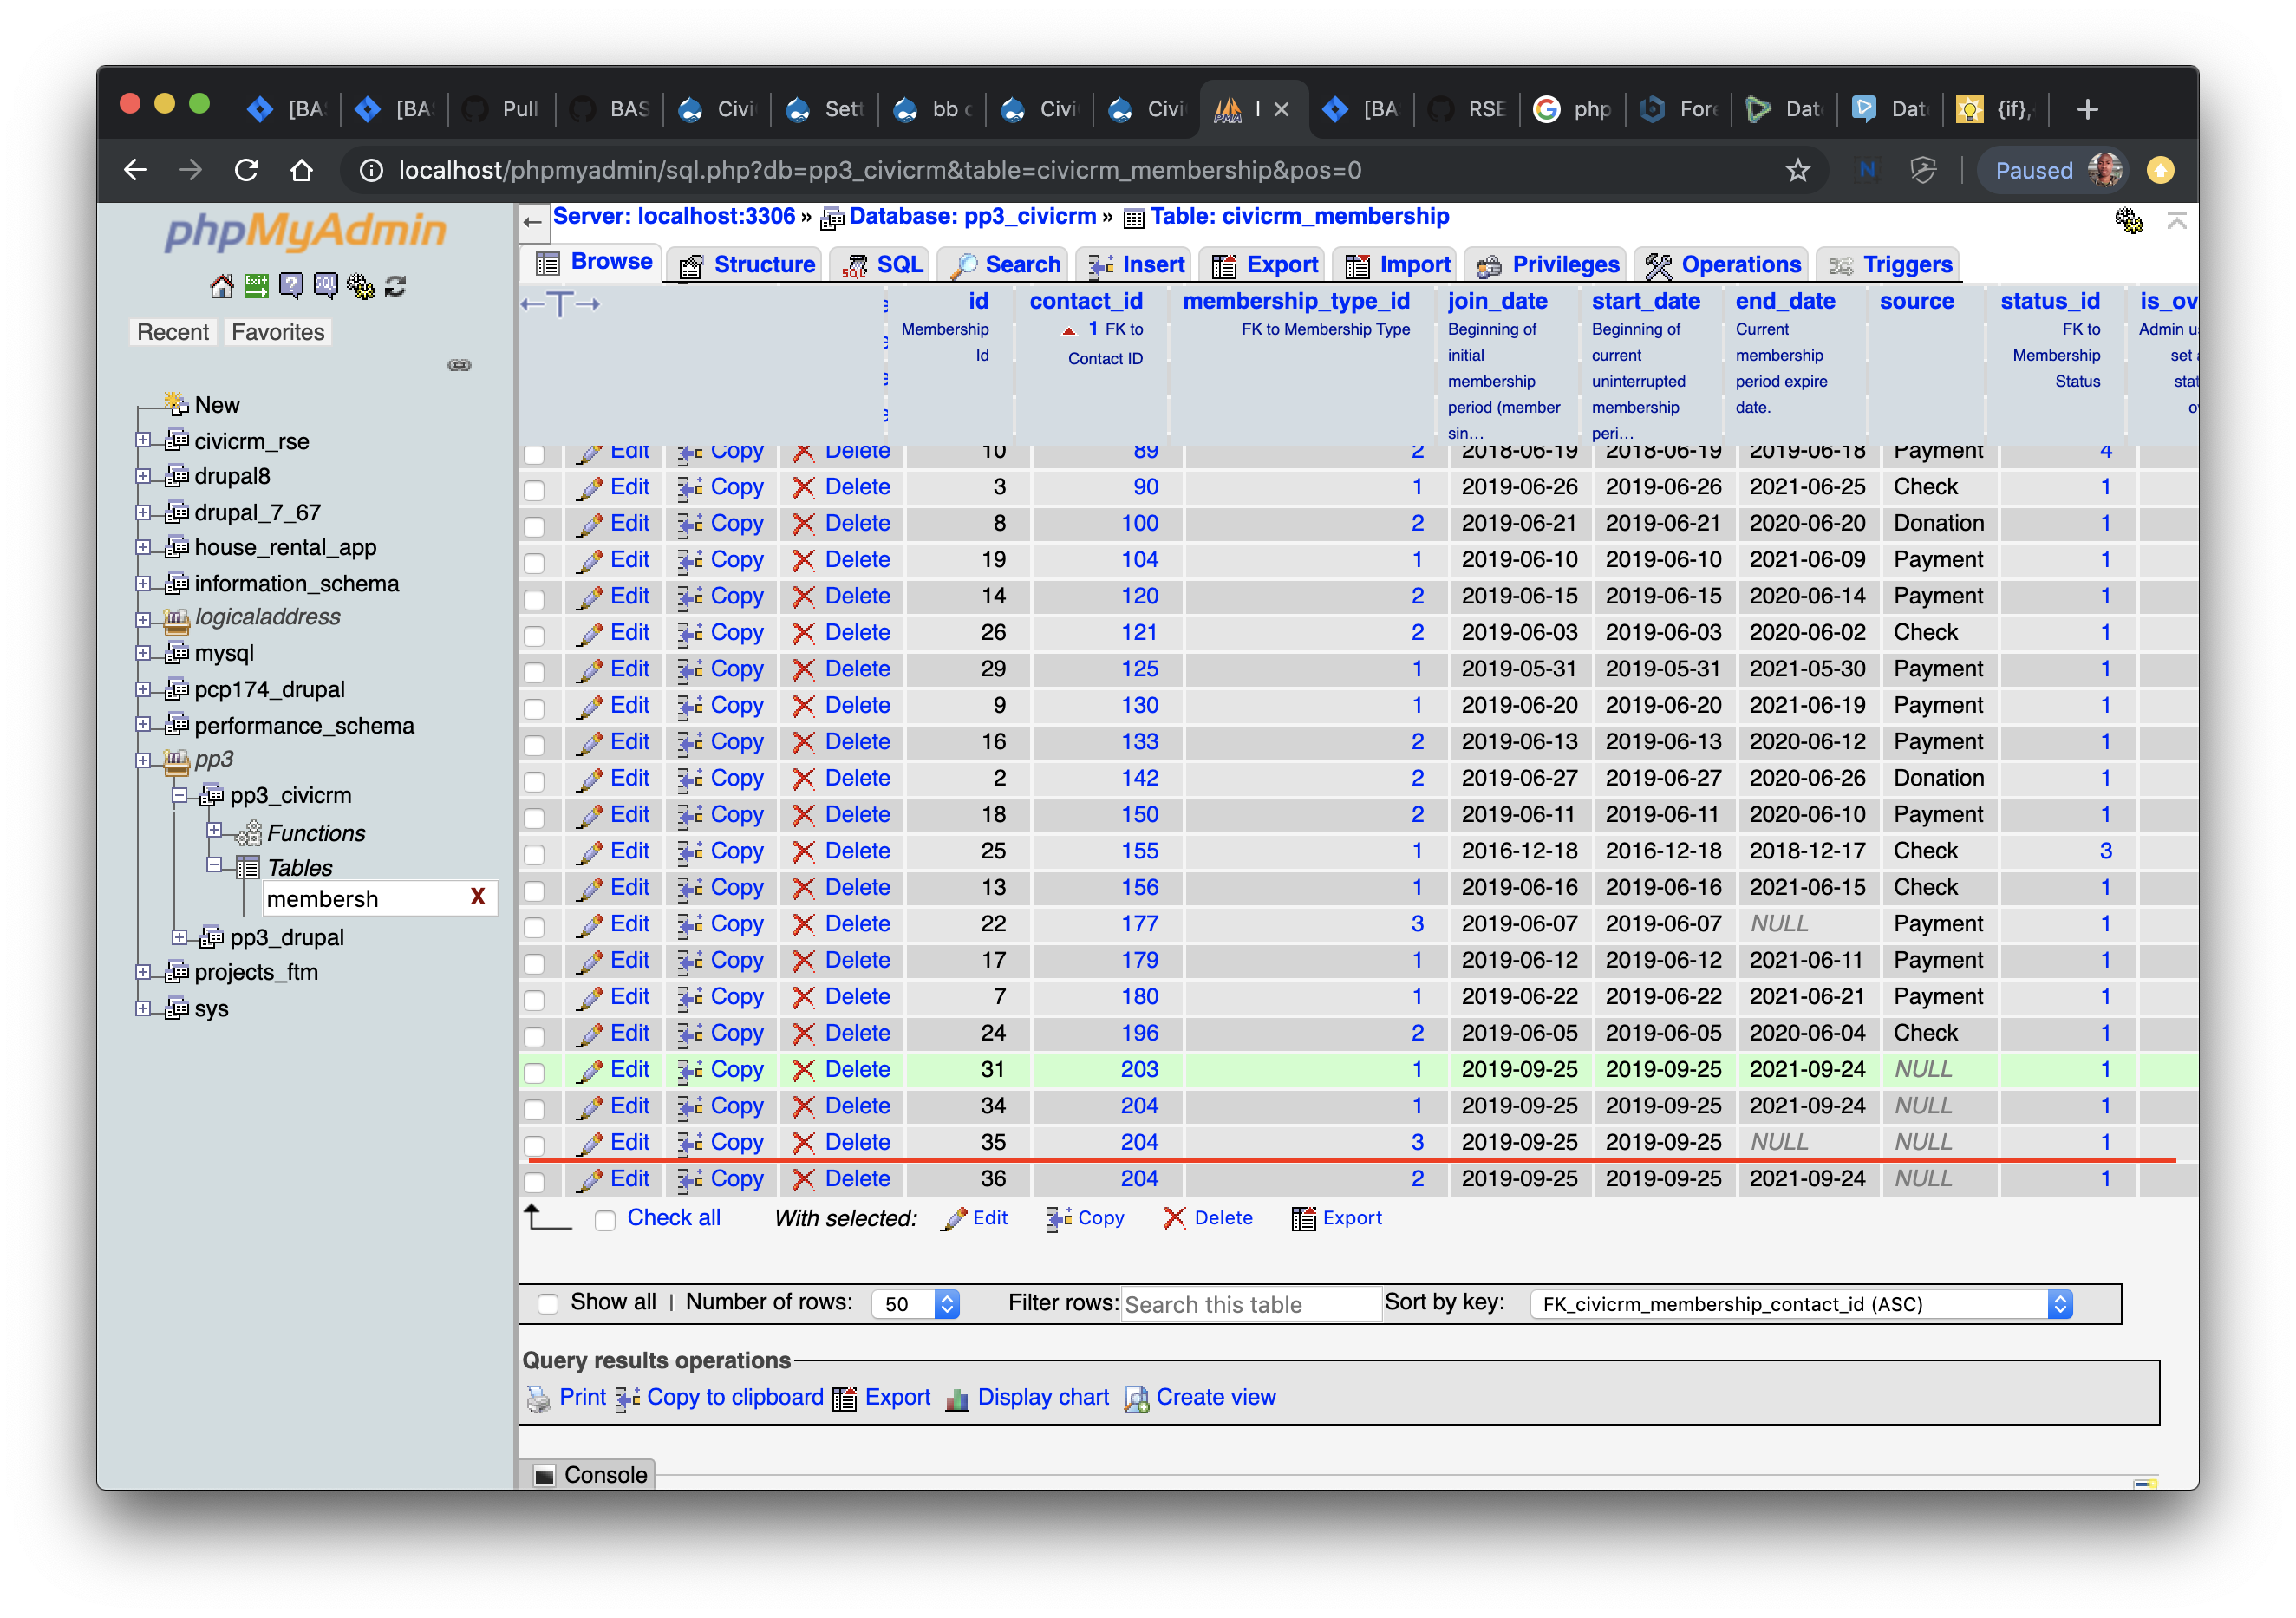 [BA
[BA
Pull
BAS
Civi
Sett
bb c
Civi
Civi
PMA
[BA
RSE
php
For
Dat
Dat
{if},
localhost/phpmyadmin/sql.php?db=pp3_civicrm&table=civicrm_membership&pos=0
N
Paused
phpMyAdmin
Recent Favorites
New
civicrm_rse
drupal8
drupal_7_67
house_rental_app
information_schema
logicaladdress
mysql
pcp174_drupal
performance_schema
pp3
pp3_civicrm
Functions
Tables
membersh X
pp3_drupal
projects_ftm
sys
Server: localhost:3306 » Database: pp3_civicrm » Table: civicrm_membership
Browse Structure SQL Search Insert Export Import Privileges Operations Triggers
←T→
id
Membership
Id
contact_id
1 FK to
Contact ID
membership_type_id
FK to Membership Type
join_date
Beginning of
initial
membership
period (member
sin...
start_date
Beginning of
current
uninterrupted
membership
peri...
end_date
Current
membership
period expire
date.
source
status_id
FK to
Membership
Status
is_ov
Admin u
set
stat
Edit Copy Delete 10 89 2 2018-06-19 2018-06-19 2019-06-18 Payment 4
Edit Copy Delete 3 90 1 2019-06-26 2019-06-26 2021-06-25 Check 1
Edit Copy Delete 8 100 2 2019-06-21 2019-06-21 2020-06-20 Donation 1
Edit Copy Delete 19 104 1 2019-06-10 2019-06-10 2021-06-09 Payment 1
Edit Copy Delete 14 120 2 2019-06-15 2019-06-15 2020-06-14 Payment 1
Edit Copy Delete 26 121 2 2019-06-03 2019-06-03 2020-06-02 Check 1
Edit Copy Delete 29 125 1 2019-05-31 2019-05-31 2021-05-30 Payment 1
Edit Copy Delete 9 130 1 2019-06-20 2019-06-20 2021-06-19 Payment 1
Edit Copy Delete 16 133 2 2019-06-13 2019-06-13 2020-06-12 Payment 1
Edit Copy Delete 2 142 2 2019-06-27 2019-06-27 2020-06-26 Donation 1
Edit Copy Delete 18 150 2 2019-06-11 2019-06-11 2020-06-10 Payment 1
Edit Copy Delete 25 155 1 2016-12-18 2016-12-18 2018-12-17 Check 3
Edit Copy Delete 13 156 1 2019-06-16 2019-06-16 2021-06-15 Check 1
Edit Copy Delete 22 177 3 2019-06-07 2019-06-07 NULL Payment 1
Edit Copy Delete 17 179 1 2019-06-12 2019-06-12 2021-06-11 Payment 1
Edit Copy Delete 7 180 1 2019-06-22 2019-06-22 2021-06-21 Payment 1
Edit Copy Delete 24 196 2 2019-06-05 2019-06-05 2020-06-04 Check 1
Edit Copy Delete 31 203 1 2019-09-25 2019-09-25 2021-09-24 NULL 1
Edit Copy Delete 34 204 1 2019-09-25 2019-09-25 2021-09-24 NULL 1
Edit Copy Delete 35 204 3 2019-09-25 2019-09-25 NULL NULL 1
Edit Copy Delete 36 204 2 2019-09-25 2019-09-25 2021-09-24 NULL 1
Check all With selected: Edit Copy Delete Export
Show all | Number of rows: 50 Filter rows: Search this table Sort by key: FK_civicrm_membership_contact_id (ASC)
Query results operations
Print Copy to clipboard Export Display chart Create view
Console